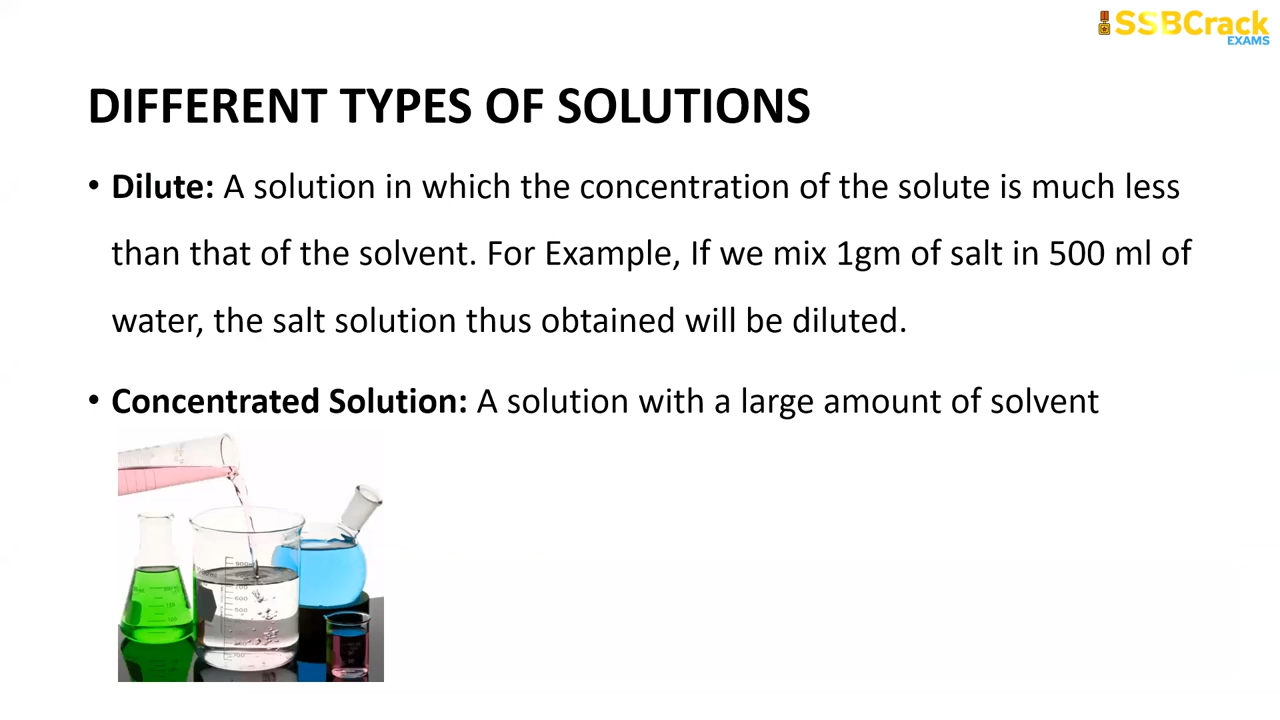 SSBCrack
EXAMS
DIFFERENT TYPES OF SOLUTIONS
• Dilute: A solution in which the concentration of the solute is much less
than that of the solvent. For Example, If we mix 1gm of salt in 500 ml of
water, the salt solution thus obtained will be diluted.
• Concentrated Solution: A solution with a large amount of solvent